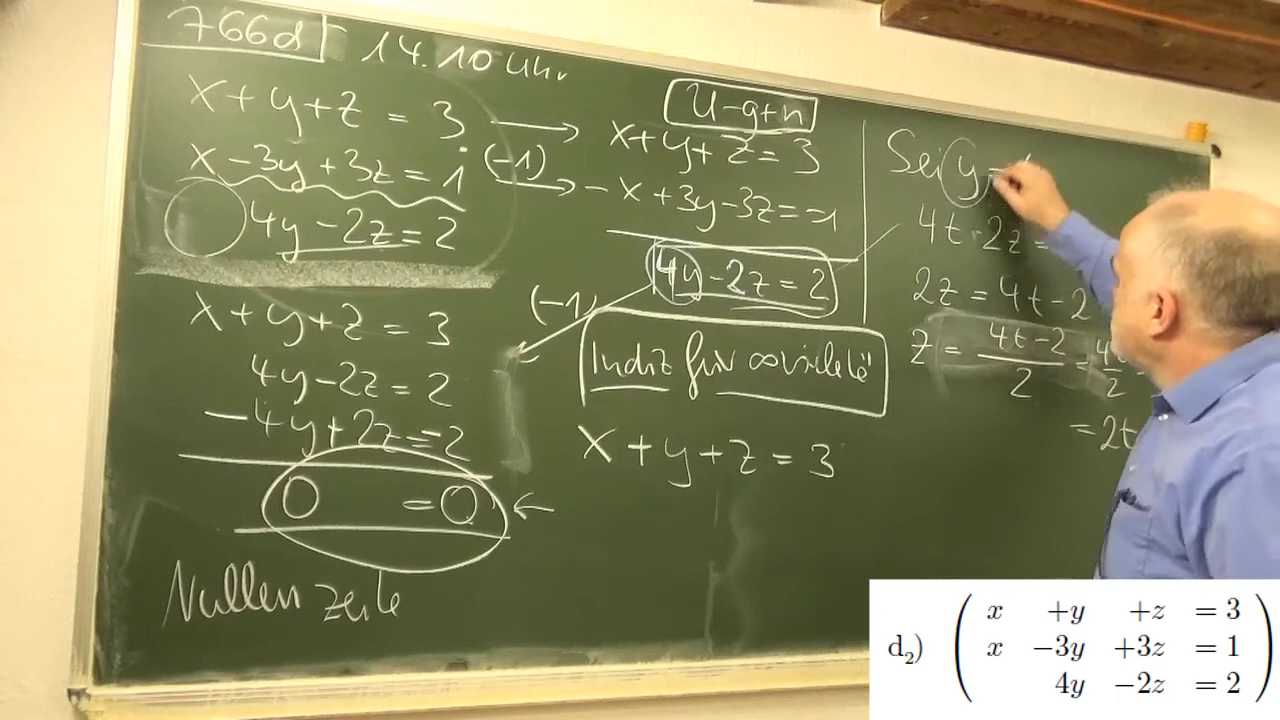 766d 14.10 Uhr
x + y + z = 3
x - 3y + 3z = 1
4y - 2z = 2
x + y + z = 3
4y - 2z = 2
- 4y + 2z = -2
0 = 0
Nullenzeile
U-g+n
x + y + z = 3
(-1)
- x + 3y - 3z = -1
4y - 2z = 2
(-1)
Indiz für ∞
x + y + z = 3
Sei y =
4t - 2z =
2z = 4t - 2
z = 4t - 2 / 2 =
= 2t
d₂) ( x +y +z = 3
x −3y +3z = 1
4y −2z = 2 )